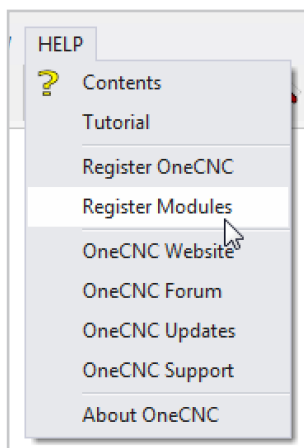 HELP
Contents
Tutorial
Register OneCNC
Register Modules
OneCNC Website
OneCNC Forum
OneCNC Updates
OneCNC Support
About OneCNC